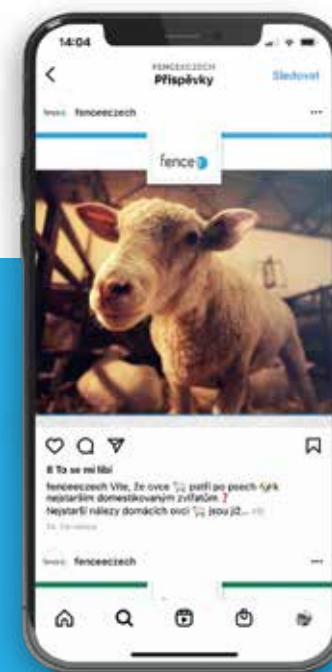 14:04
FENCEECZECH
Příspěvky
Sledovat
fenceeczech
fencee
8 To se mi líbí
fenceeczech Víte, že ovce 🐑 patří po psech 🐕 k
nejstarším domestikovaným zvířatům ❓
Nejstarší nálezy domácích ovcí 🐑 jsou již...
fenceeczech